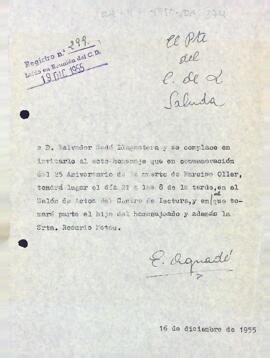 Registro n.º 299.
Leído en Reunión del C.D.
19 DIC 1955
El Pte
del
C. de L
Saluda
a D. Salvador Sedó Llagostera y se complace en
invitarlo al acto-homenaje que en conmemoración
del 25 Aniversario de la muerte de Narciso Oller,
tendrá lugar el día 21 a las 8 de la tarde, en el
Salón de Actos del Centro de Lectura, y en el que to-
mará parte el hijo del homenajeado y además la
Srta. Rosario Potau.
E. Aguadé
16 de diciembre de 1955